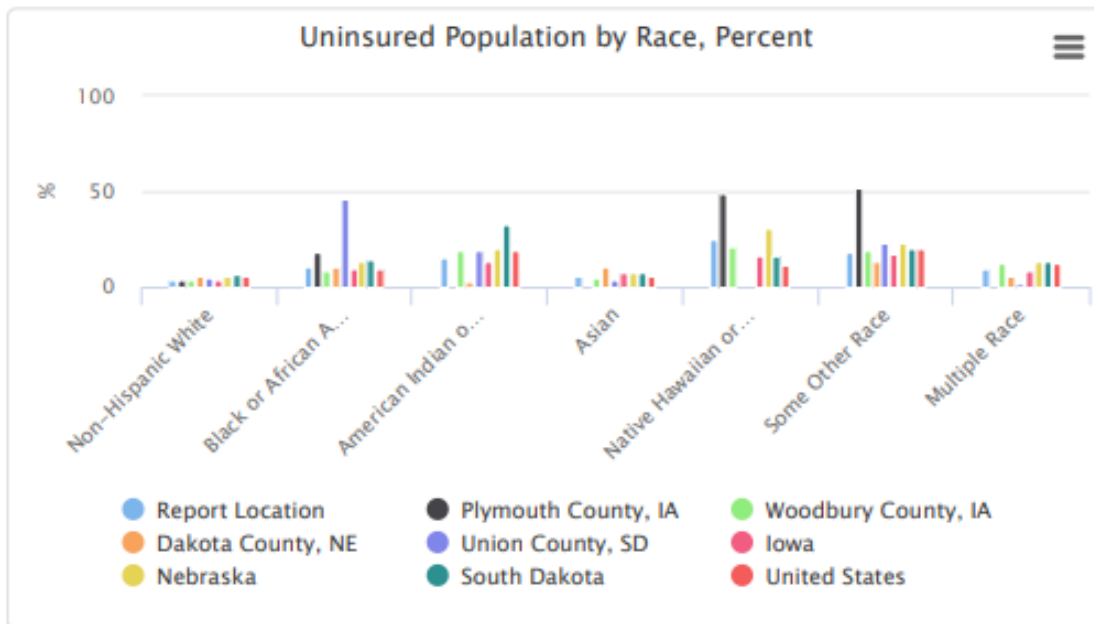 Uninsured Population by Race, Percent
100
50
0
%
Non-Hispanic White
Black or African A...
American Indian o...
Asian
Native Hawaiian or...
Some Other Race
Multiple Race
Report Location
Plymouth County, IA
Woodbury County, IA
Dakota County, NE
Union County, SD
Iowa
Nebraska
South Dakota
United States